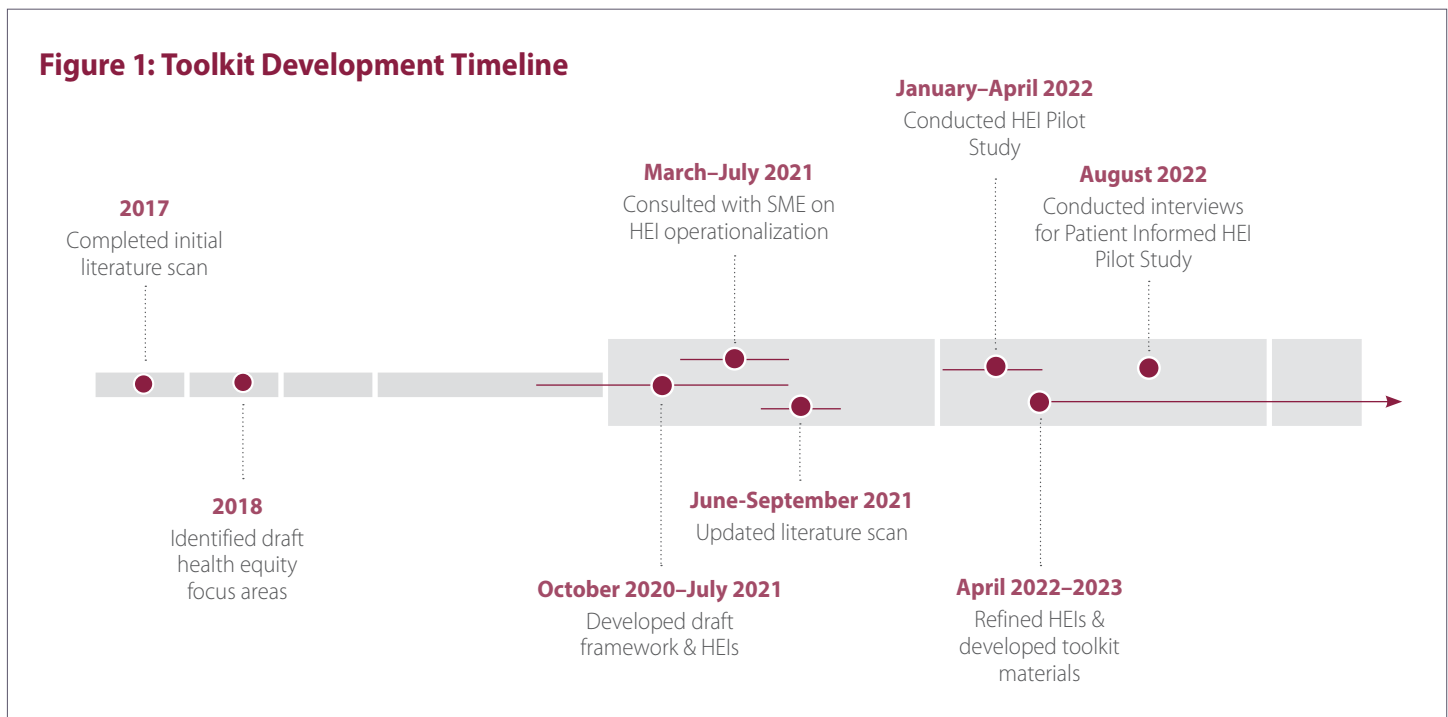 Figure 1: Toolkit Development Timeline
2017
Completed initial
literature scan
2018
Identified draft
health equity
focus areas
October 2020–July 2021
Developed draft
framework & HEIs
March–July 2021
Consulted with SME on
HEI operationalization
June-September 2021
Updated literature scan
January–April 2022
Conducted HEI Pilot
Study
April 2022–2023
Refined HEIs &
developed toolkit
materials
August 2022
Conducted interviews
for Patient Informed HEI
Pilot Study